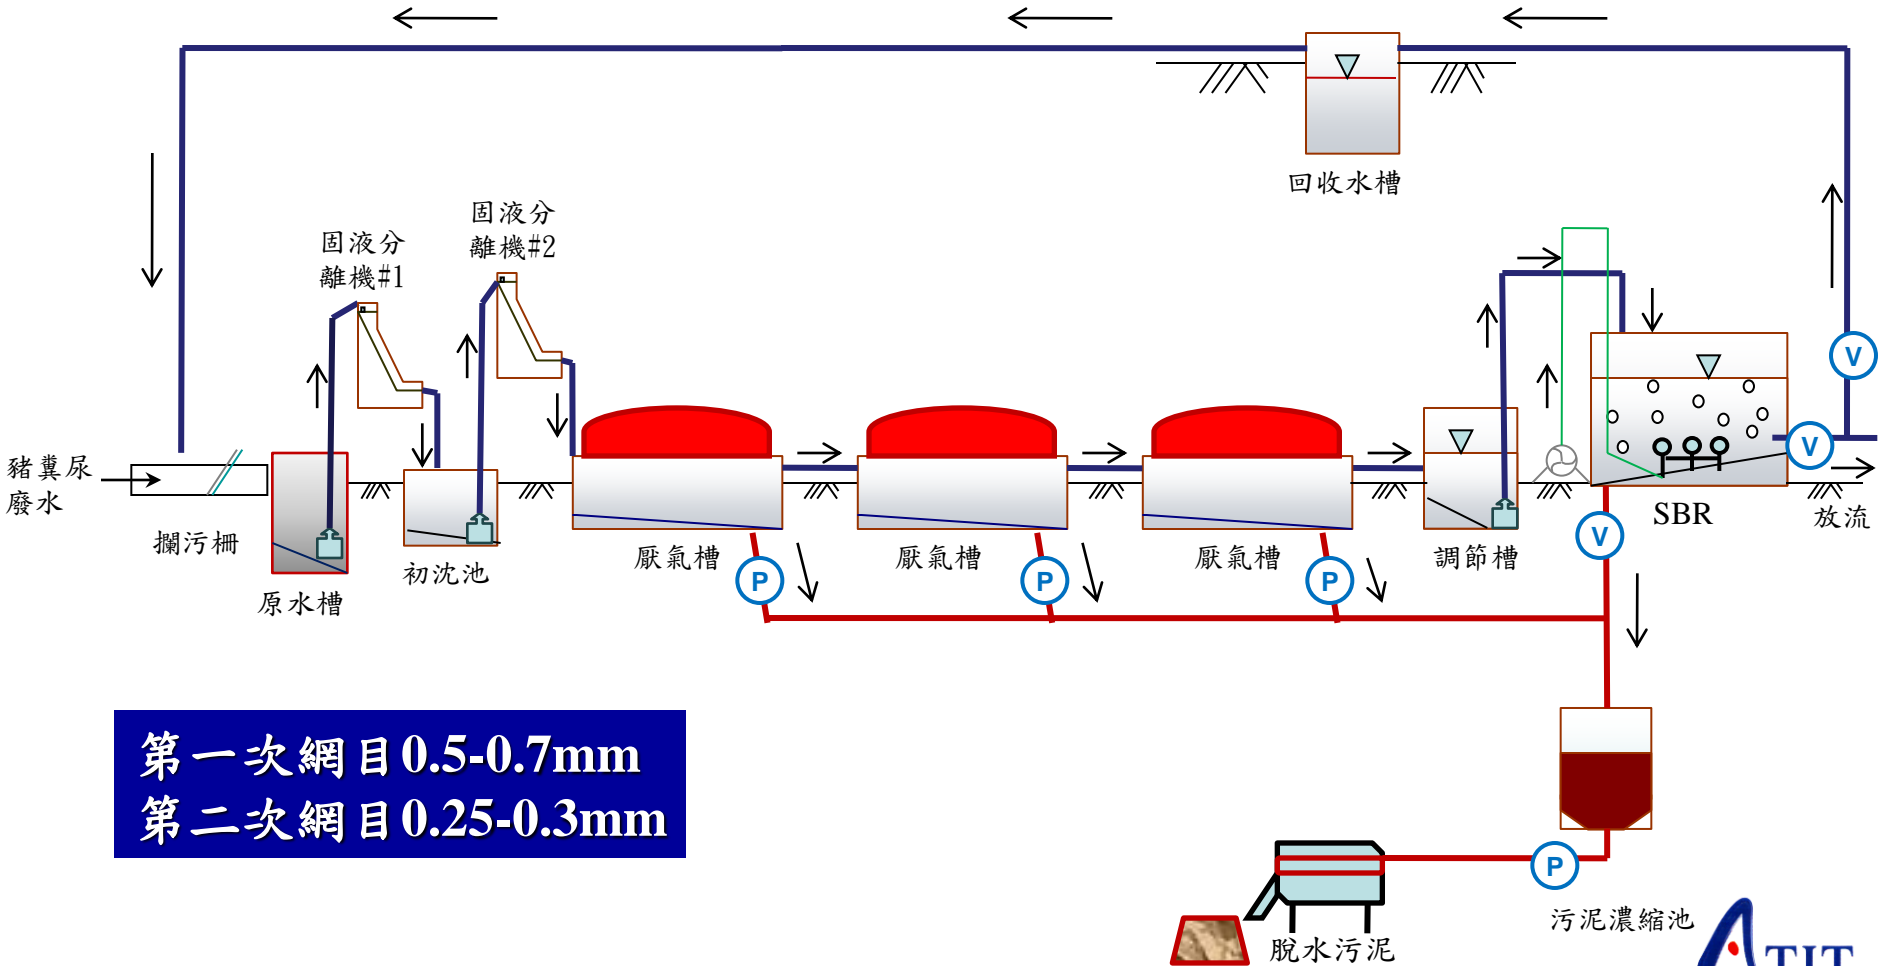 回收水槽
固液分
離機#2
固液分
離機#1
豬糞尿
廢水
攔污柵
原水槽
初沈池
厭氣槽
厭氣槽
厭氣槽
調節槽
SBR
放流
V
V
V
P
P
P
第一次網目0.5-0.7mm
第二次網目0.25-0.3mm
P
污泥濃縮池
脫水污泥
ATIT